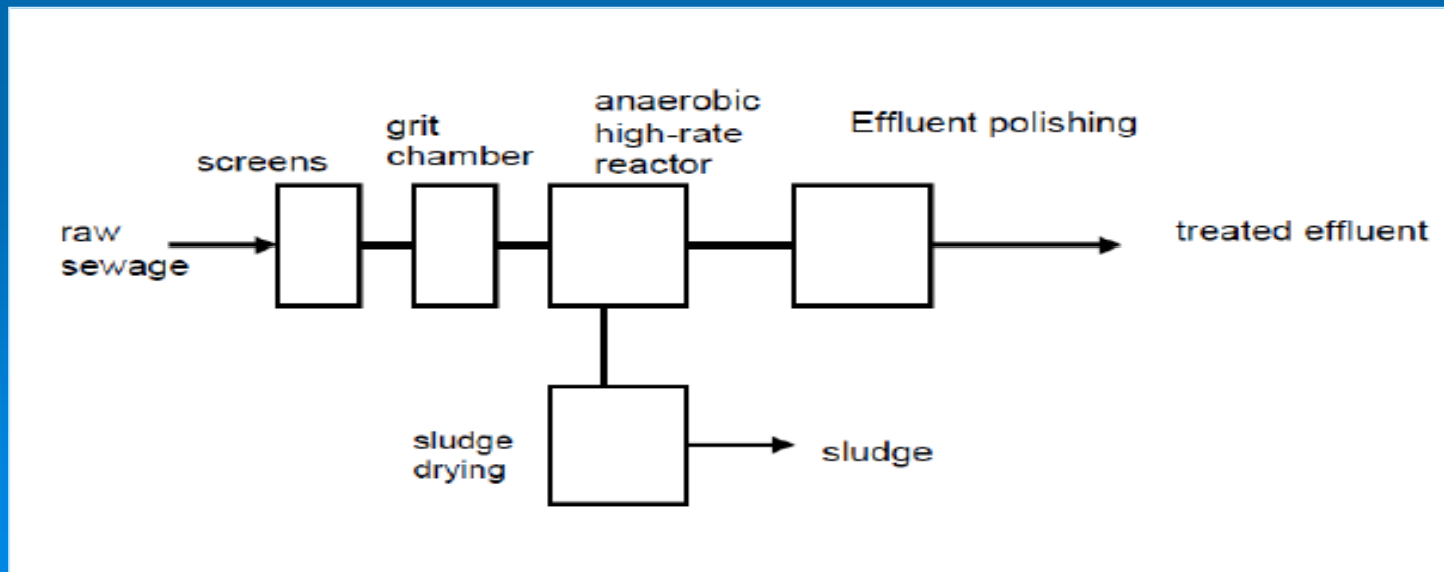 raw
sewage
screens
grit
chamber
anaerobic
high-rate
reactor
Effluent polishing
treated effluent
sludge
drying
sludge